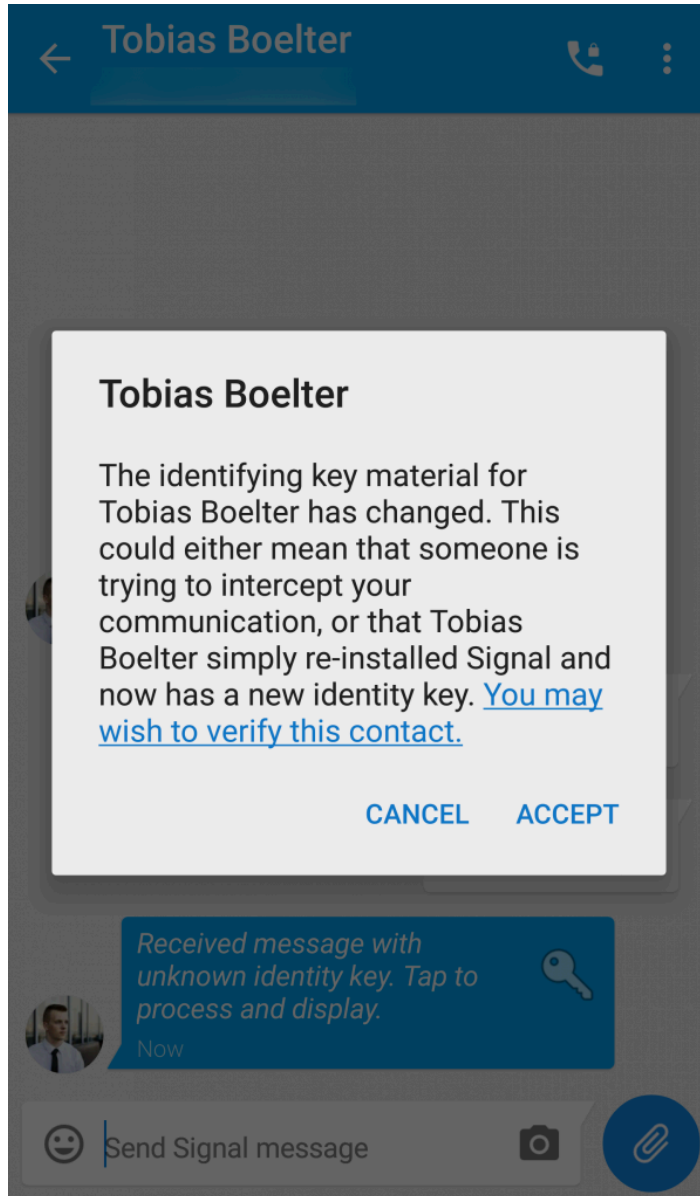 Tobias Boelter
Tobias Boelter
The identifying key material for
Tobias Boelter has changed. This
could either mean that someone is
trying to intercept your
communication, or that Tobias
Boelter simply re-installed Signal and
now has a new identity key. You may
wish to verify this contact.
CANCEL ACCEPT
Received message with
unknown identity key. Tap to
process and display.
Now
Send Signal message